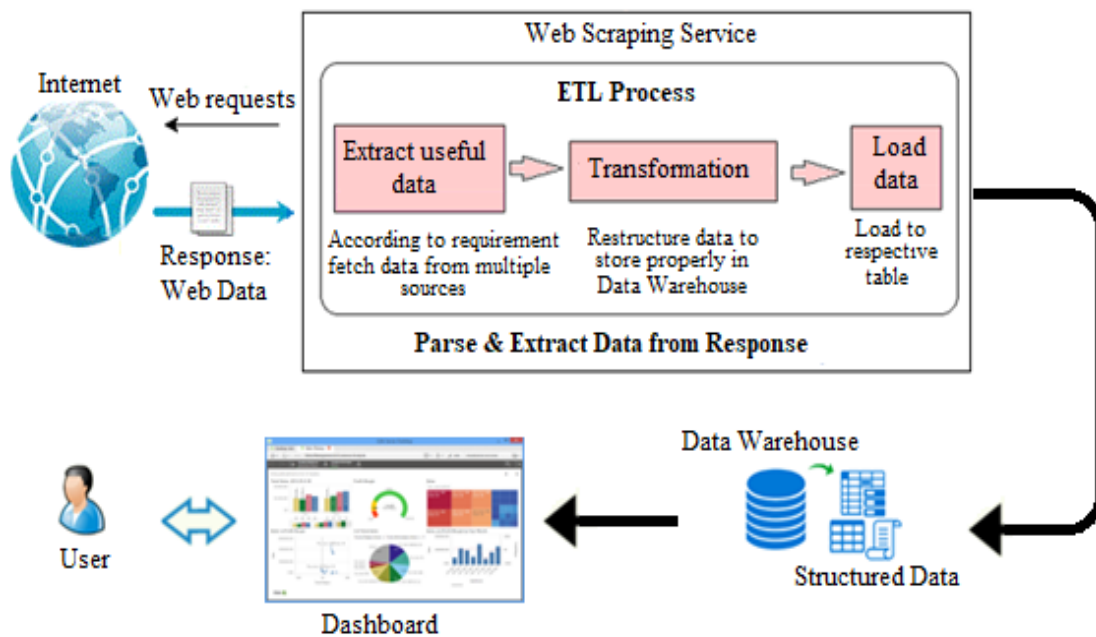 Web Scraping Service
Internet
Web requests
ETL Process
Extract useful
data
Transformation
Load
data
According to requirement
fetch data from multiple
sources
Restructure data to
store properly in
Data Warehouse
Load to
respective
table
Response:
Web Data
Parse & Extract Data from Response
Data Warehouse
Structured Data
User
Dashboard